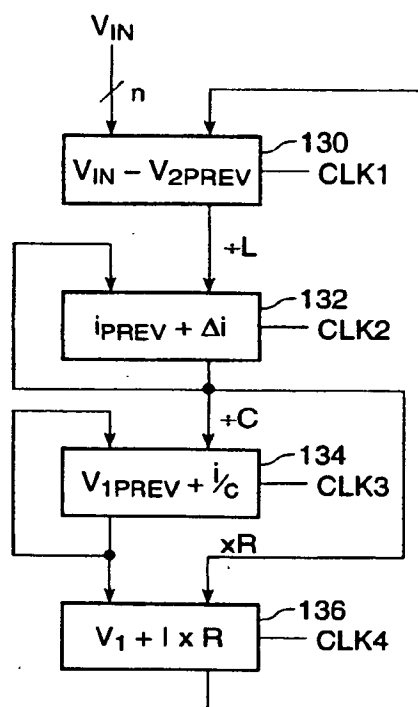 V_IN
n
130
V_IN – V_2PREV
CLK1
÷L
132
i_PREV + Δi
CLK2
÷C
134
V_1PREV + i/c
CLK3
xR
136
V_1 + I x R
CLK4